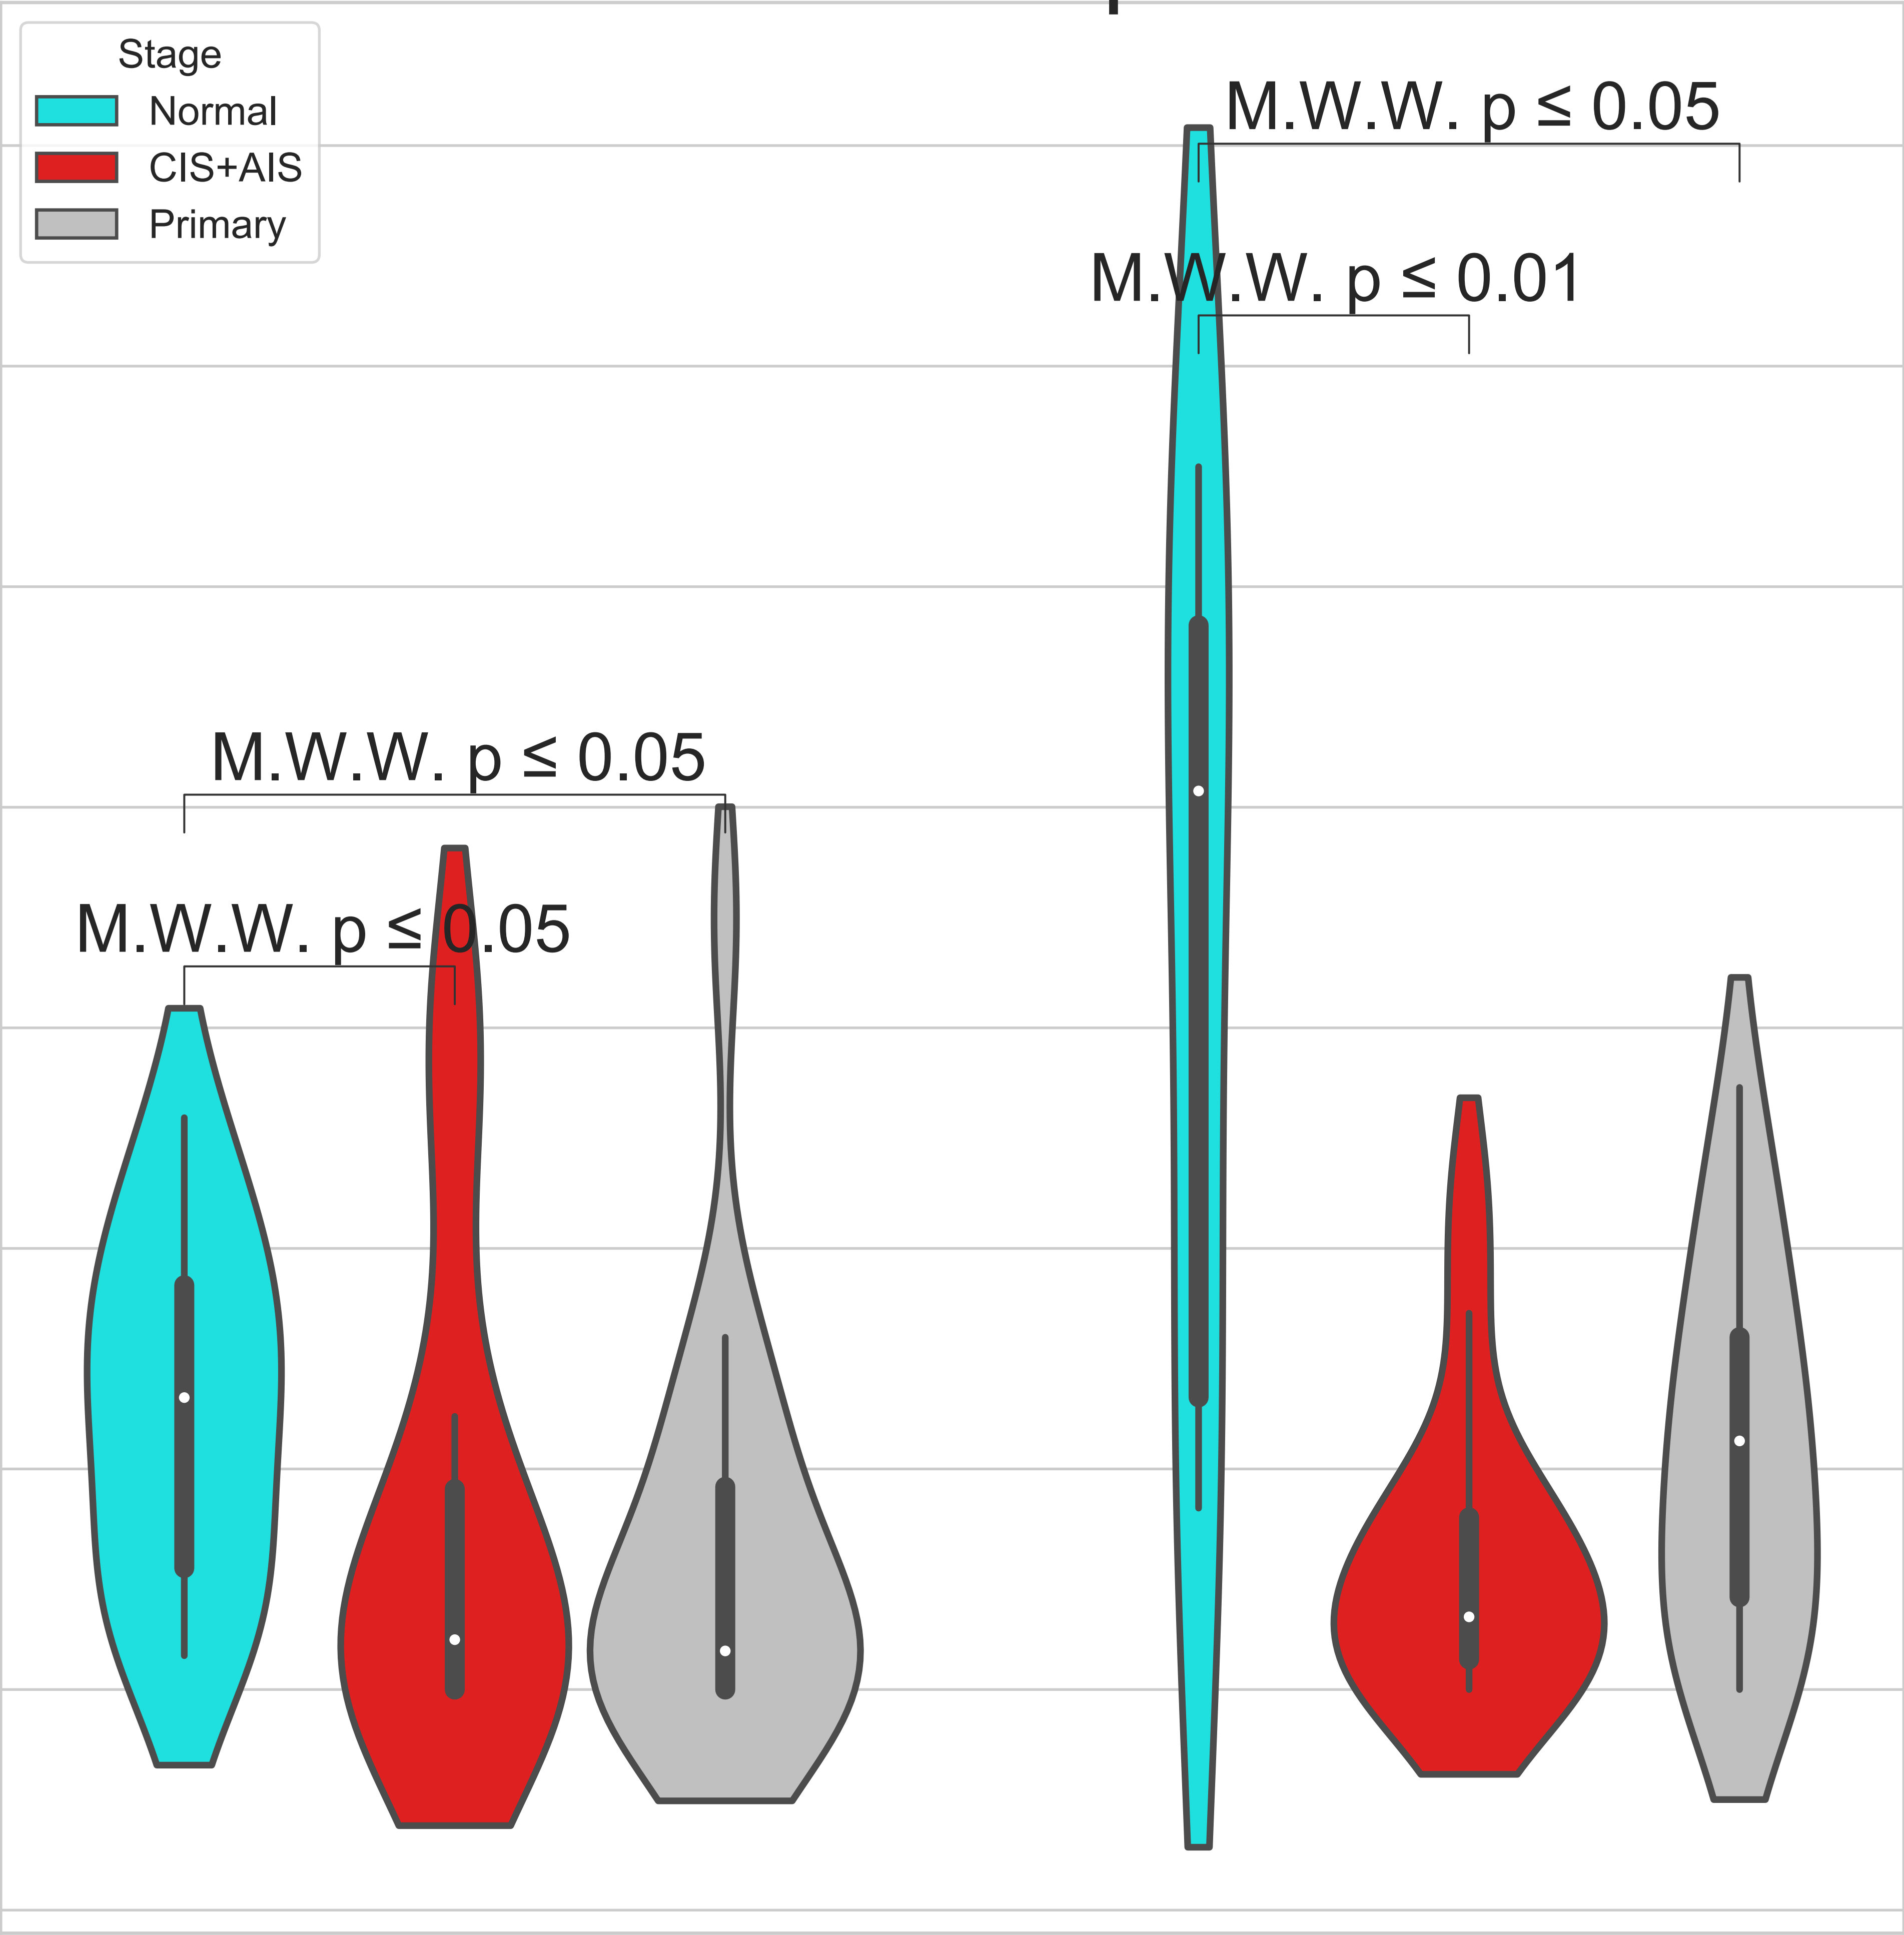 Stage
Normal
CIS+AIS
Primary
M.W.W. p ≤ 0.05
M.W.W. p ≤ 0.01
M.W.W. p ≤ 0.05
M.W.W. p ≤ 0.05